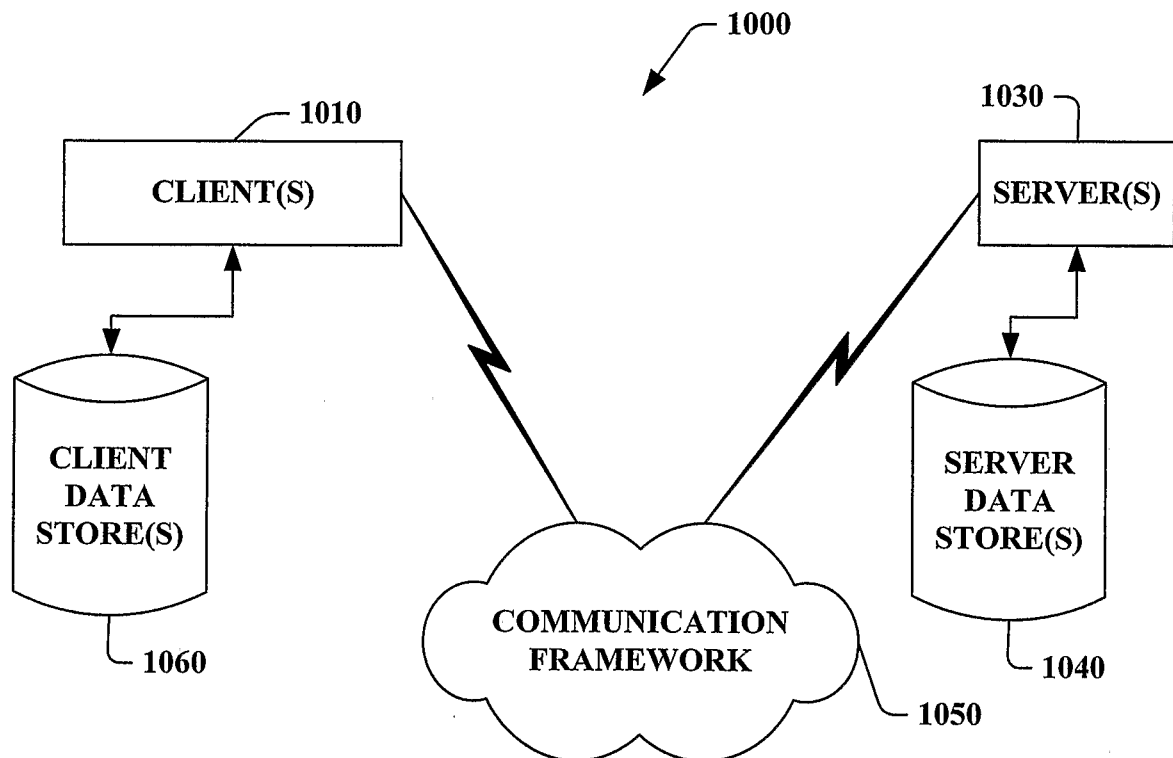 1000
1010
1030
CLIENT(S)
SERVER(S)
CLIENT
DATA
STORE(S)
SERVER
DATA
STORE(S)
COMMUNICATION
FRAMEWORK
1060
1040
1050